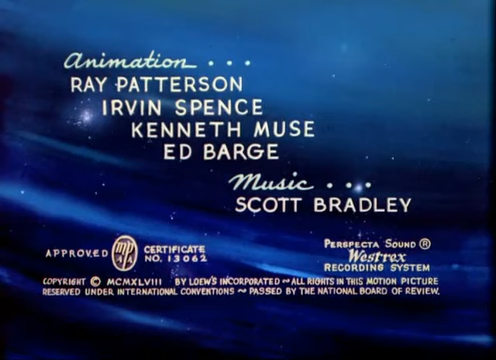 Animation . . .
RAY PATTERSON
IRVIN SPENCE
KENNETH MUSE
ED BARGE
Music . . .
SCOTT BRADLEY
APPROVED MPAA CERTIFICATE NO. 13062
PERSPECTA SOUND ®
Westrex
RECORDING SYSTEM
COPYRIGHT © MCMXLVIII BY LOEW'S INCORPORATED ~ ALL RIGHTS IN THIS MOTION PICTURE
RESERVED UNDER INTERNATIONAL CONVENTIONS ~ PASSED BY THE NATIONAL BOARD OF REVIEW.